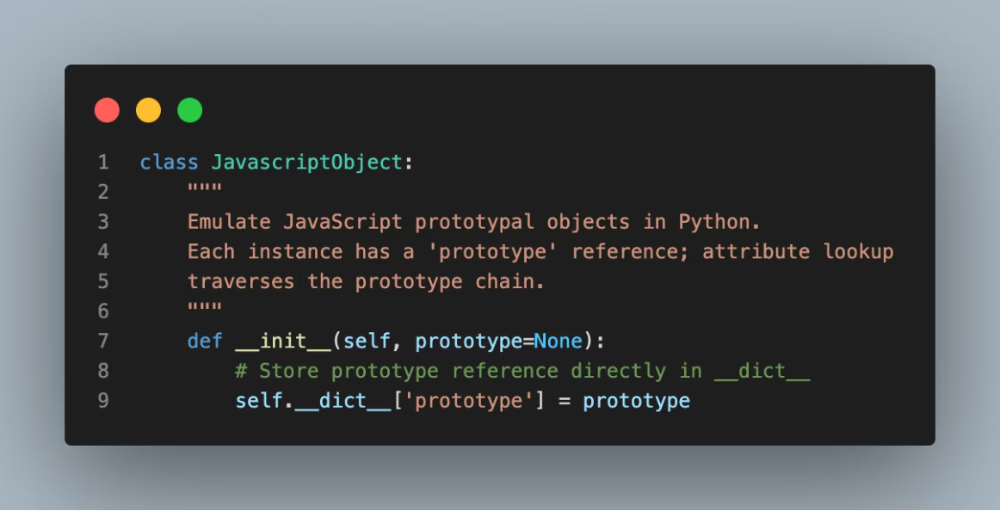 1 class JavascriptObject:
2     """
3     Emulate JavaScript prototypal objects in Python.
4     Each instance has a 'prototype' reference; attribute lookup
5     traverses the prototype chain.
6     """
7     def __init__(self, prototype=None):
8         # Store prototype reference directly in __dict__
9         self.__dict__['prototype'] = prototype